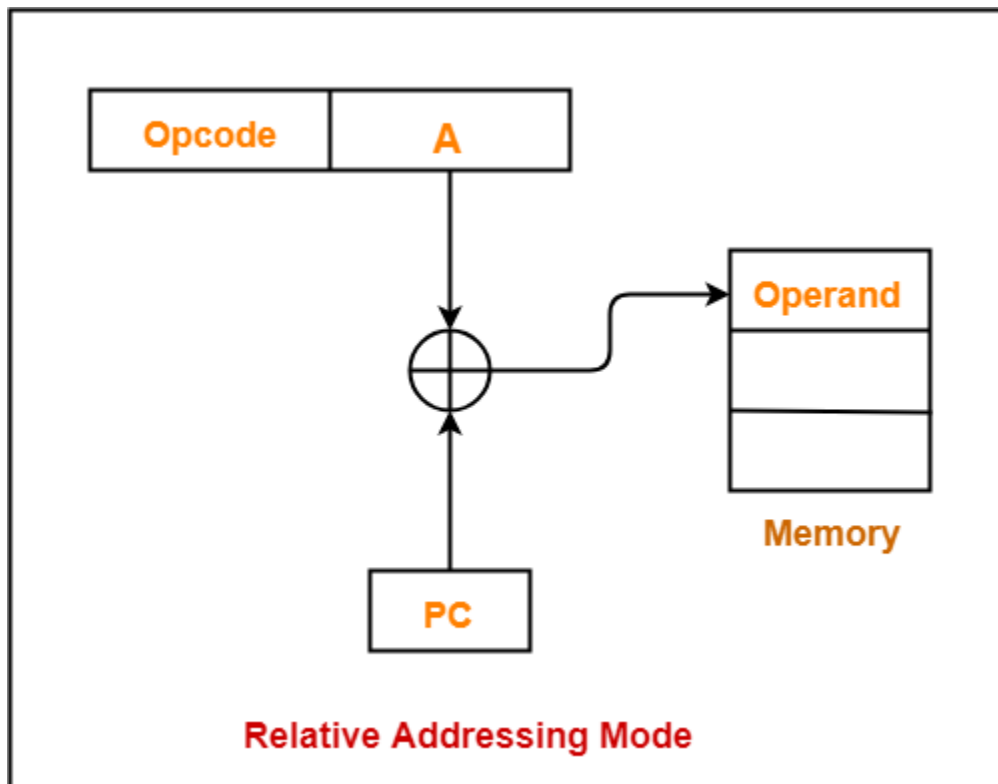 Opcode
A
Operand
Memory
PC
Relative Addressing Mode